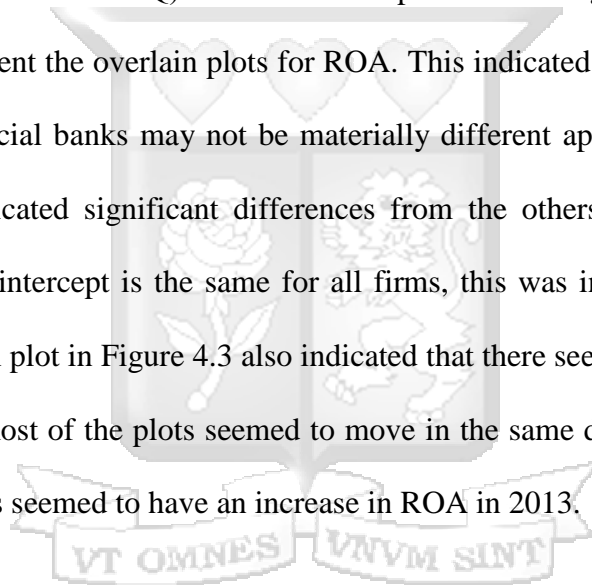 ent the overlain plots for ROA. This indicated
cial banks may not be materially different ap
icated significant differences from the others
intercept is the same for all firms, this was i
plot in Figure 4.3 also indicated that there see
nost of the plots seemed to move in the same
s seemed to have an increase in ROA in 2013.
VT OMNES VNVM SINT